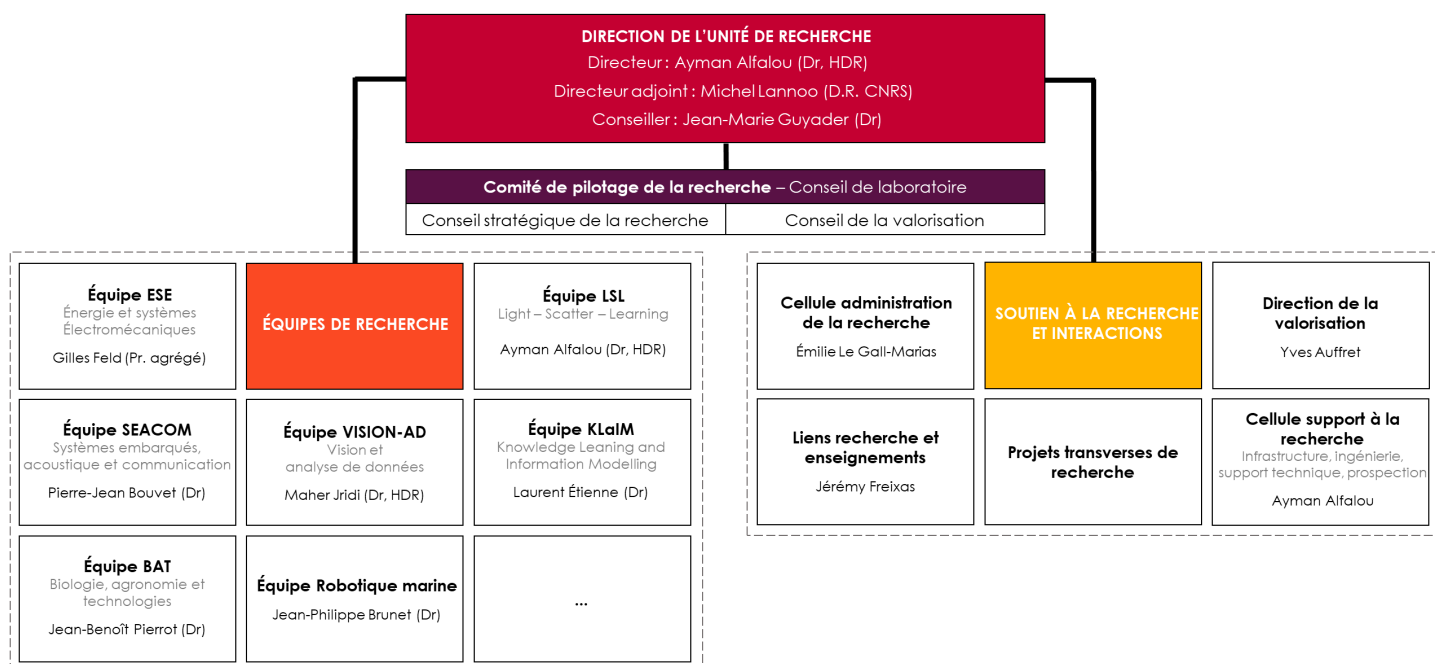 DIRECTION DE L'UNITÉ DE RECHERCHE
Directeur : Ayman Alfalou (Dr, HDR)
Directeur adjoint : Michel Lannoo (D.R. CNRS)
Conseiller : Jean-Marie Guyader (Dr)
Comité de pilotage de la recherche – Conseil de laboratoire
Conseil stratégique de la recherche
Conseil de la valorisation
Équipe ESE
Énergie et systèmes
Électromécaniques
Gilles Feld (Pr. agrégé)
ÉQUIPES DE RECHERCHE
Équipe LSL
Light – Scatter – Learning
Ayman Alfalou (Dr, HDR)
Équipe SEACOM
Systèmes embarqués,
acoustique et communication
Pierre-Jean Bouvet (Dr)
Équipe VISION-AD
Vision et
analyse de données
Maher Jridi (Dr, HDR)
Équipe KLaIM
Knowledge Leaning and
Information Modelling
Laurent Étienne (Dr)
Équipe BAT
Biologie, agronomie et
technologies
Jean-Benoît Pierrot (Dr)
Équipe Robotique marine
Jean-Philippe Brunet (Dr)
...
Cellule administration
de la recherche
Émilie Le Gall-Marias
SOUTIEN À LA RECHERCHE
ET INTERACTIONS
Direction de la
valorisation
Yves Auffret
Liens recherche et
enseignements
Jérémy Freixas
Projets transverses de
recherche
Cellule support à la
recherche
Infrastructure, ingénierie,
support technique, prospection
Ayman Alfalou